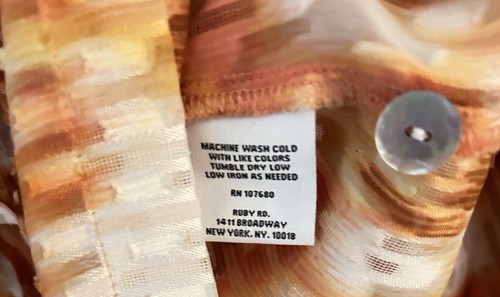 MACHINE WASH COLD
WITH LIKE COLORS
TUMBLE DRY LOW
LOW IRON AS NEEDED
RN 107680
RUBY RD.
1411 BROADWAY
NEW YORK, NY. 10018